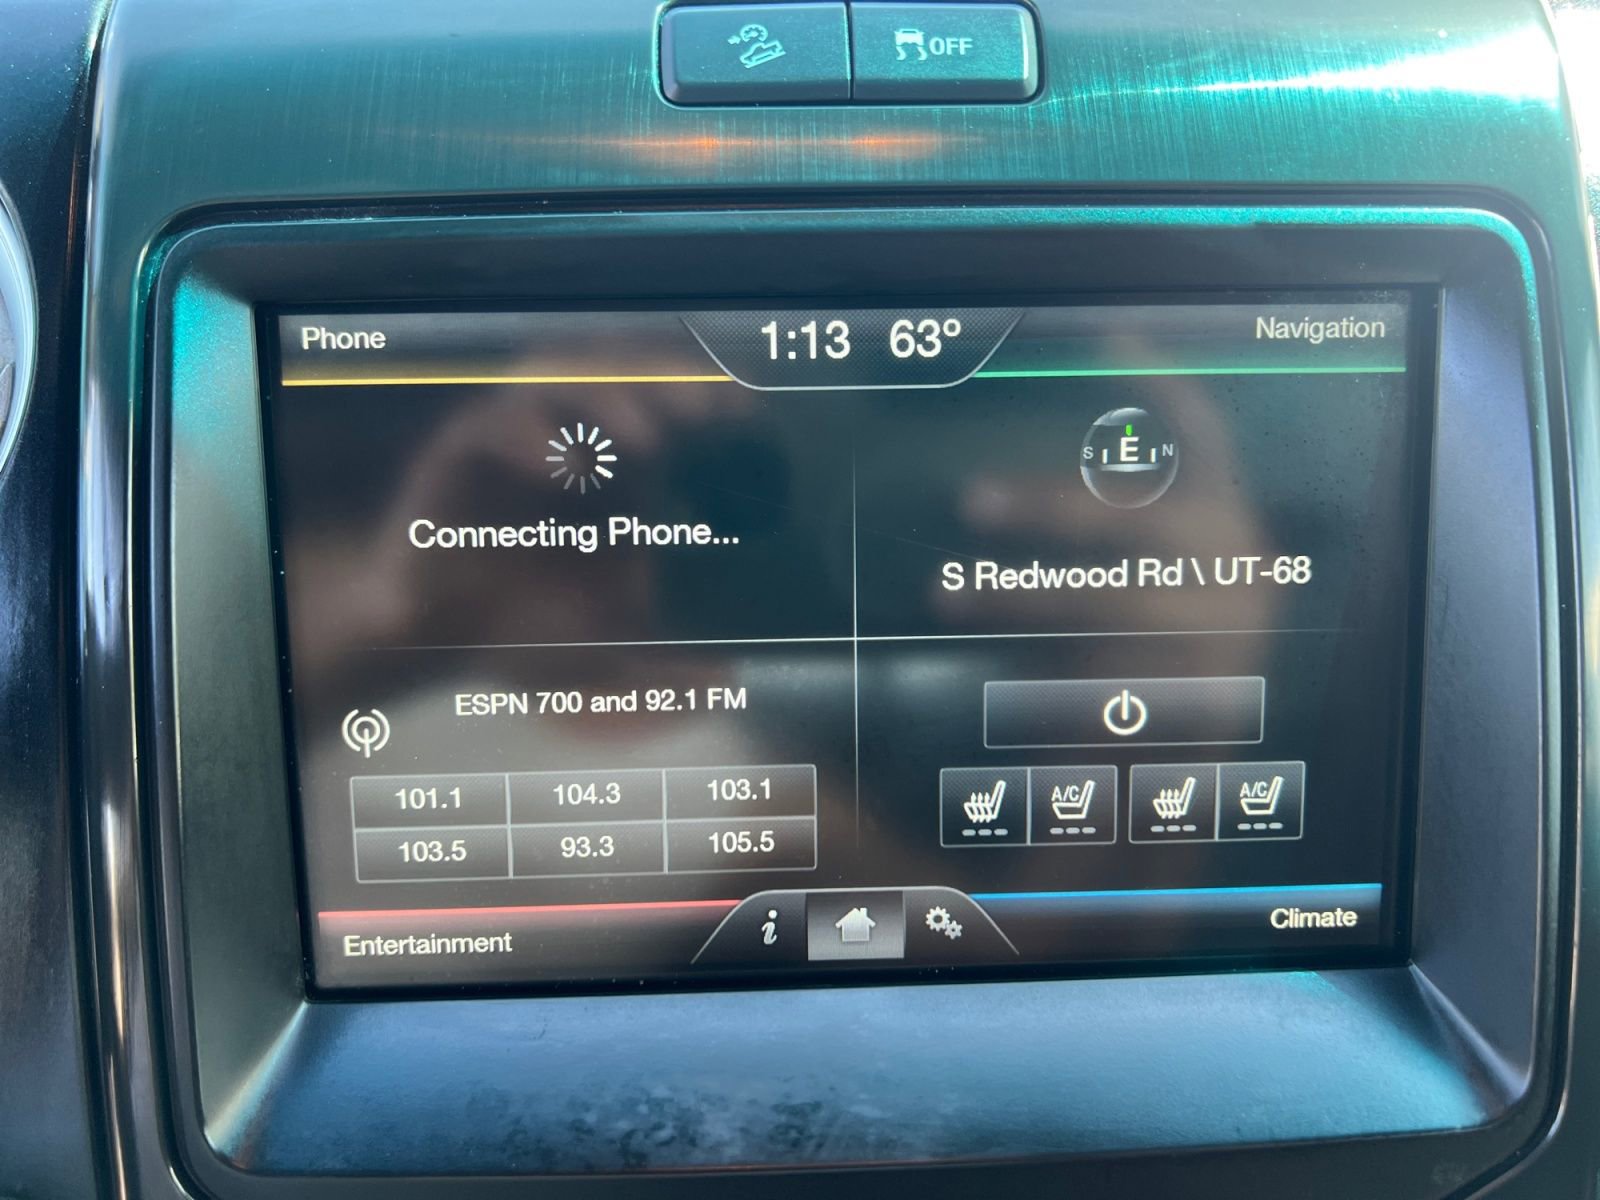 OFF
Phone
1:13 63°
Navigation
S E N
Connecting Phone...
S Redwood Rd \ UT-68
ESPN 700 and 92.1 FM
101.1 104.3 103.1
103.5 93.3 105.5
A/C A/C
Entertainment
i
Climate